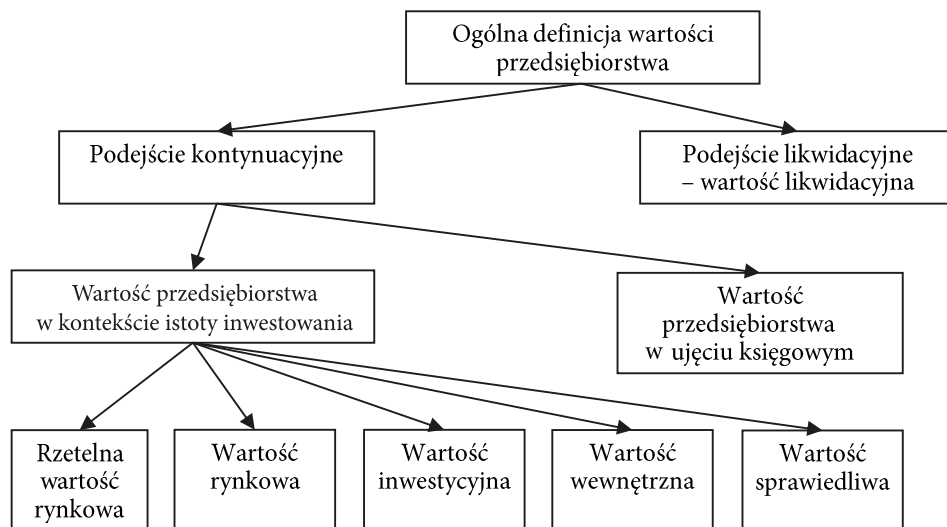 Ogólna definicja wartości
przedsiębiorstwa
Podejście kontynuacyjne
Podejście likwidacyjne
– wartość likwidacyjna
Wartość przedsiębiorstwa
w kontekście istoty inwestowania
Wartość
przedsiębiorstwa
w ujęciu księgowym
Rzetelna
wartość
rynkowa
Wartość
rynkowa
Wartość
inwestycyjna
Wartość
wewnętrzna
Wartość
sprawiedliwa